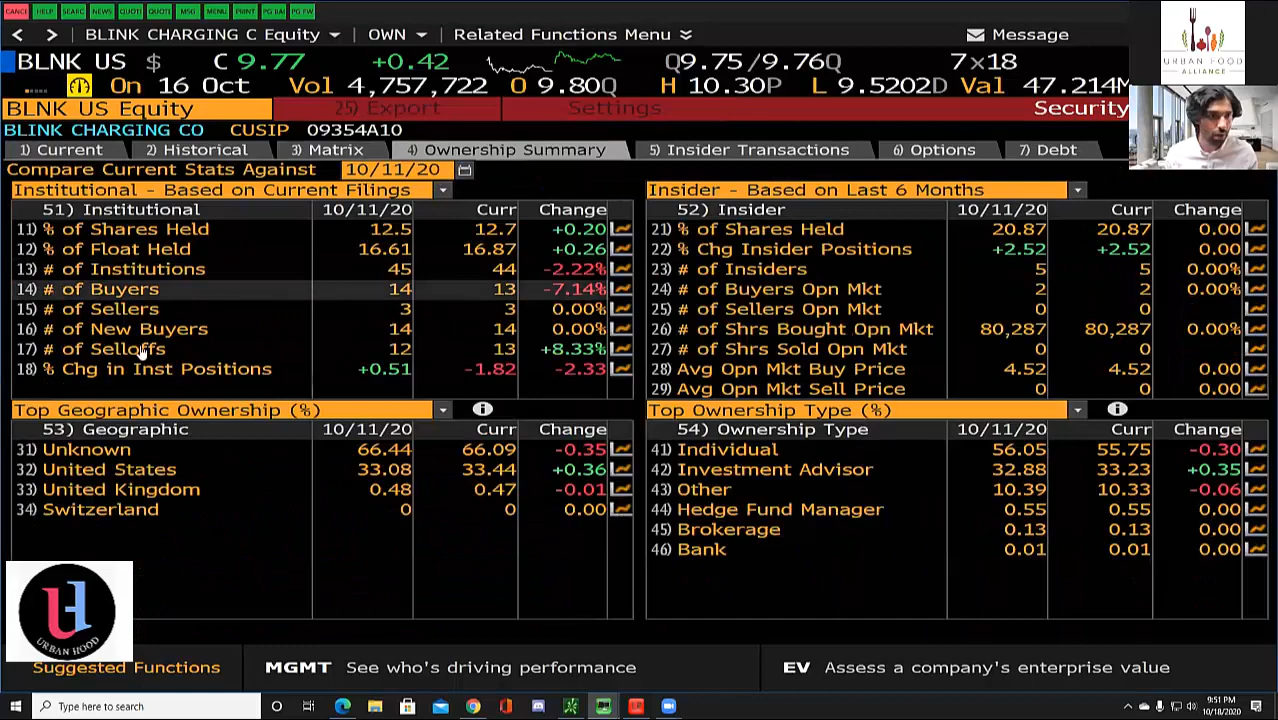 CANCL HELP SEARC NEWS QUOTI QUOTI MSG MENU PRINT PG BAI PG FW
< > BLINK CHARGING C Equity OWN Related Functions Menu Message
BLNK US $ C 9.77 +0.42 Q9.75/9.76Q 7×18
On 16 Oct Vol 4,757,722 O 9.80Q H 10.30P L 9.5202D Val 47.214M
BLNK US Equity 25) Export Settings Security
BLINK CHARGING CO CUSIP 09354A10
1) Current 2) Historical 3) Matrix 4) Ownership Summary 5) Insider Transactions 6) Options 7) Debt
Compare Current Stats Against 10/11/20
Institutional - Based on Current Filings
51) Institutional 10/11/20 Curr Change
11) % of Shares Held 12.5 12.7 +0.20
12) % of Float Held 16.61 16.87 +0.26
13) # of Institutions 45 44 -2.22%
14) # of Buyers 14 13 -7.14%
15) # of Sellers 3 3 0.00%
16) # of New Buyers 14 14 0.00%
17) # of Selloffs 12 13 +8.33%
18) % Chg in Inst Positions +0.51 -1.82 -2.33
Insider - Based on Last 6 Months
52) Insider 10/11/20 Curr Change
21) % of Shares Held 20.87 20.87 0.00
22) % Chg Insider Positions +2.52 +2.52 0.00
23) # of Insiders 5 5 0.00%
24) # of Buyers Opn Mkt 2 2 0.00%
25) # of Sellers Opn Mkt 0 0
26) # of Shrs Bought Opn Mkt 80,287 80,287 0.00%
27) # of Shrs Sold Opn Mkt 0 0
28) Avg Opn Mkt Buy Price 4.52 4.52 0.00
29) Avg Opn Mkt Sell Price 0 0 0.00
Top Geographic Ownership (%)
53) Geographic 10/11/20 Curr Change
31) Unknown 66.44 66.09 -0.35
32) United States 33.08 33.44 +0.36
33) United Kingdom 0.48 0.47 -0.01
34) Switzerland 0 0 0.00
Top Ownership Type (%)
54) Ownership Type 10/11/20 Curr Change
41) Individual 56.05 55.75 -0.30
42) Investment Advisor 32.88 33.23 +0.35
43) Other 10.39 10.33 -0.06
44) Hedge Fund Manager 0.55 0.55 0.00
45) Brokerage 0.13 0.13 0.00
46) Bank 0.01 0.01 0.00
URBAN FOOD
ALLIANCE
URBAN HOOD
Suggested Functions MGMT See who's driving performance EV Assess a company's enterprise value
Type here to search
9:51 PM
10/18/2020